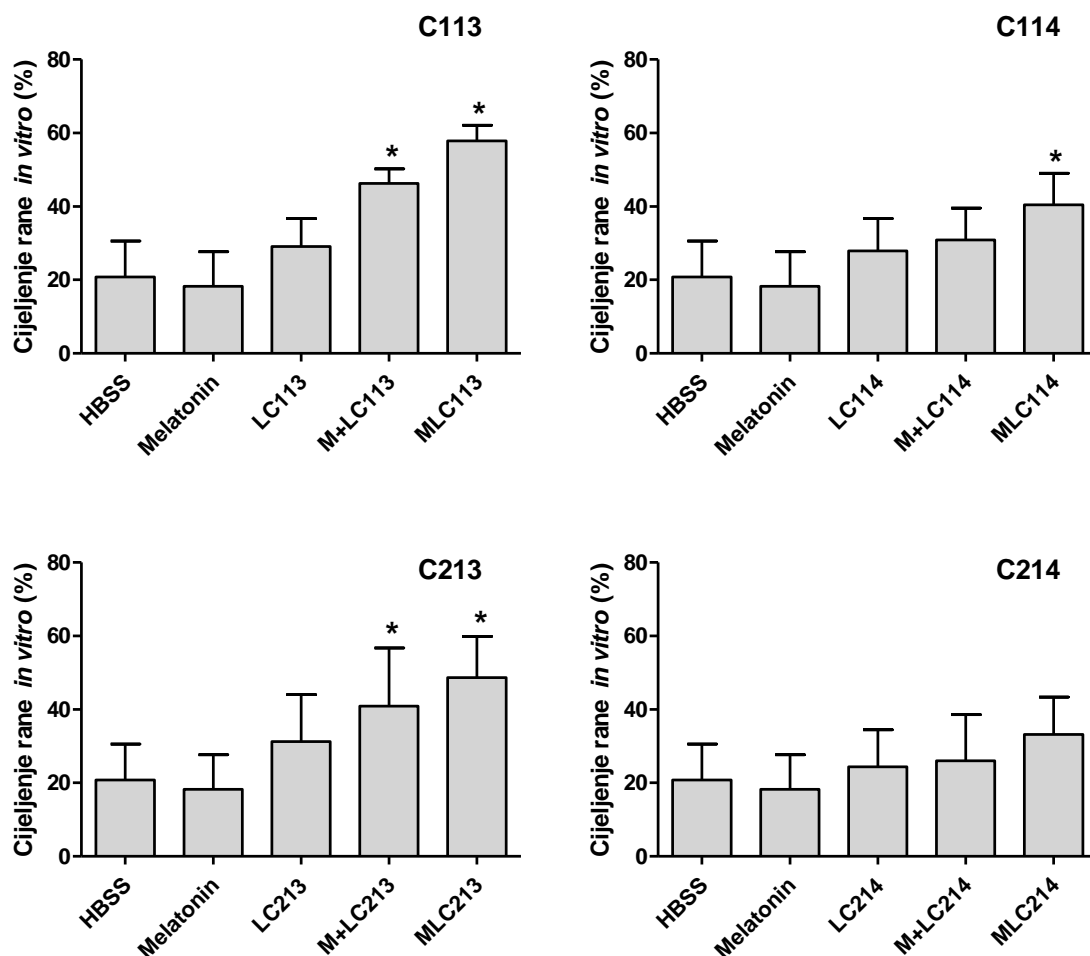 C113
Cijeljenje rane in vitro (%)
80
60
40
20
0
*
*
HBSS
Melatonin
LC113
M+LC113
MLC113
C114
Cijeljenje rane in vitro (%)
80
60
40
20
0
*
HBSS
Melatonin
LC114
M+LC114
MLC114
C213
Cijeljenje rane in vitro (%)
80
60
40
20
0
*
*
HBSS
Melatonin
LC213
M+LC213
MLC213
C214
Cijeljenje rane in vitro (%)
80
60
40
20
0
HBSS
Melatonin
LC214
M+LC214
MLC214